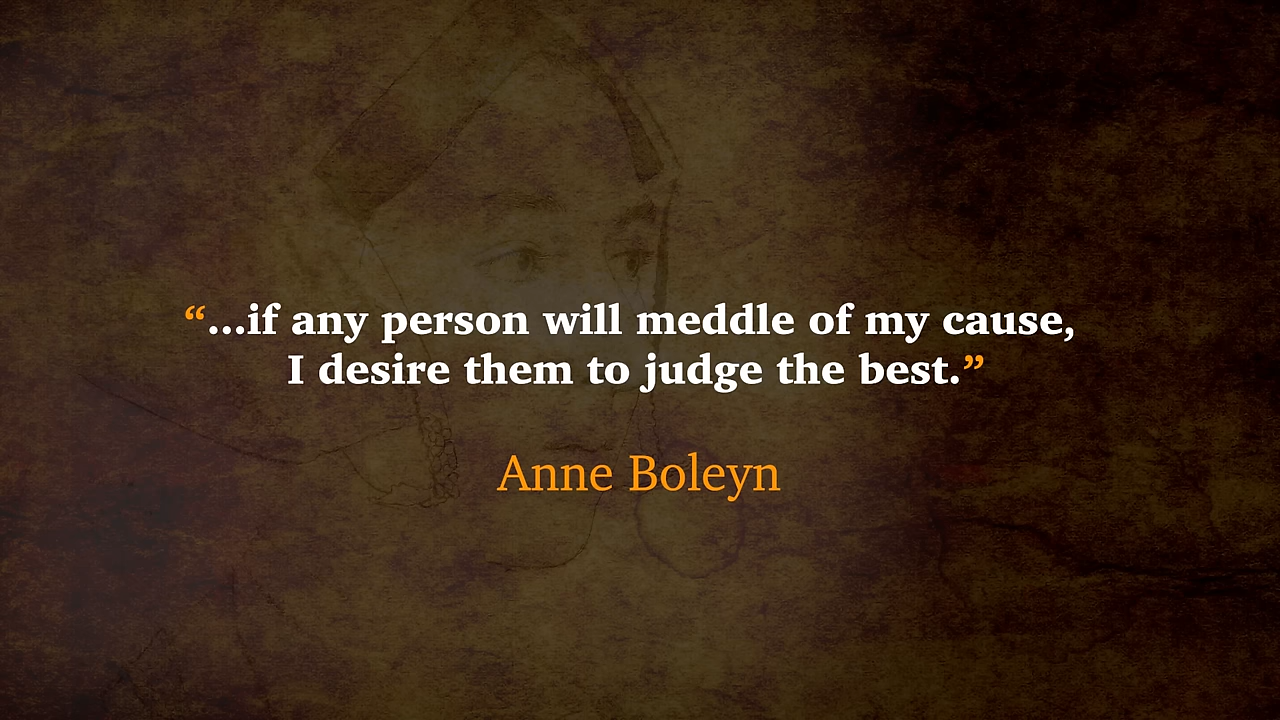 “...if any person will meddle of my cause,
I desire them to judge the best.”
Anne Boleyn